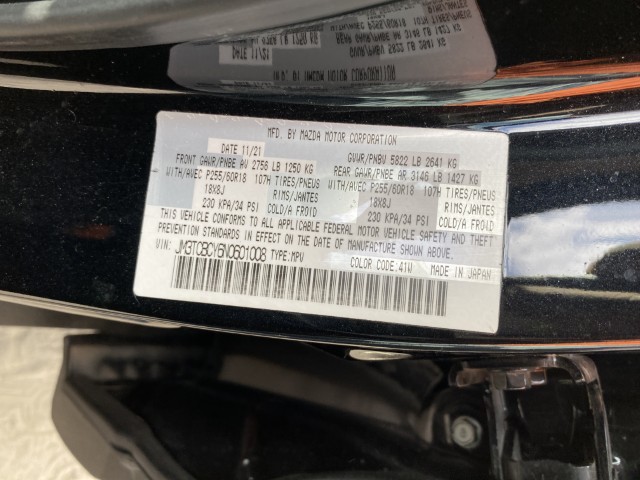 MFD. BY MAZDA MOTOR CORPORATION
DATE 11/21 GVWR/PNBV 5822 LB 2641 KG
FRONT GAWR/PNBE AV 2756 LB 1250 KG REAR GAWR/PNBE AR 3146 LB 1427 KG
WITH/AVEC P255/60R18 107H TIRES/PNEUS WITH/AVEC P255/60R18 107H TIRES/PNEUS
18X8J RIMS/JANTES 18X8J RIMS/JANTES
230 KPA/34 PSI COLD/A FROID 230 KPA/34 PSI COLD/A FROID
THIS VEHICLE CONFORMS TO ALL APPLICABLE FEDERAL MOTOR VEHICLE SAFETY AND THEFT
PREVENTION STANDARDS IN EFFECT ON THE DATE OF MANUFACTURE SHOWN ABOVE.
VIN: JM3TCBCY6N0601008 TYPE:MPV COLOR CODE:41W MADE IN JAPAN